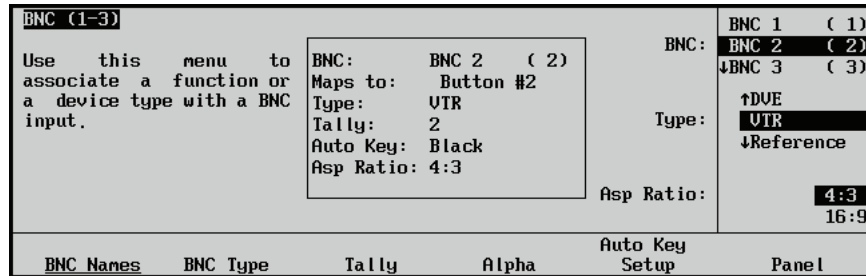 BNC (1-3)
Use this menu to
associate a function or
a device type with a BNC
input.
BNC: BNC 2 ( 2)
Maps to: Button #2
Type: VTR
Tally: 2
Auto Key: Black
Asp Ratio: 4:3
BNC:
BNC 1 ( 1)
BNC 2 ( 2)
↓BNC 3 ( 3)
Type:
↑DVE
VTR
↓Reference
Asp Ratio:
4:3
16:9
BNC Names BNC Type Tally Alpha Auto Key Setup Panel